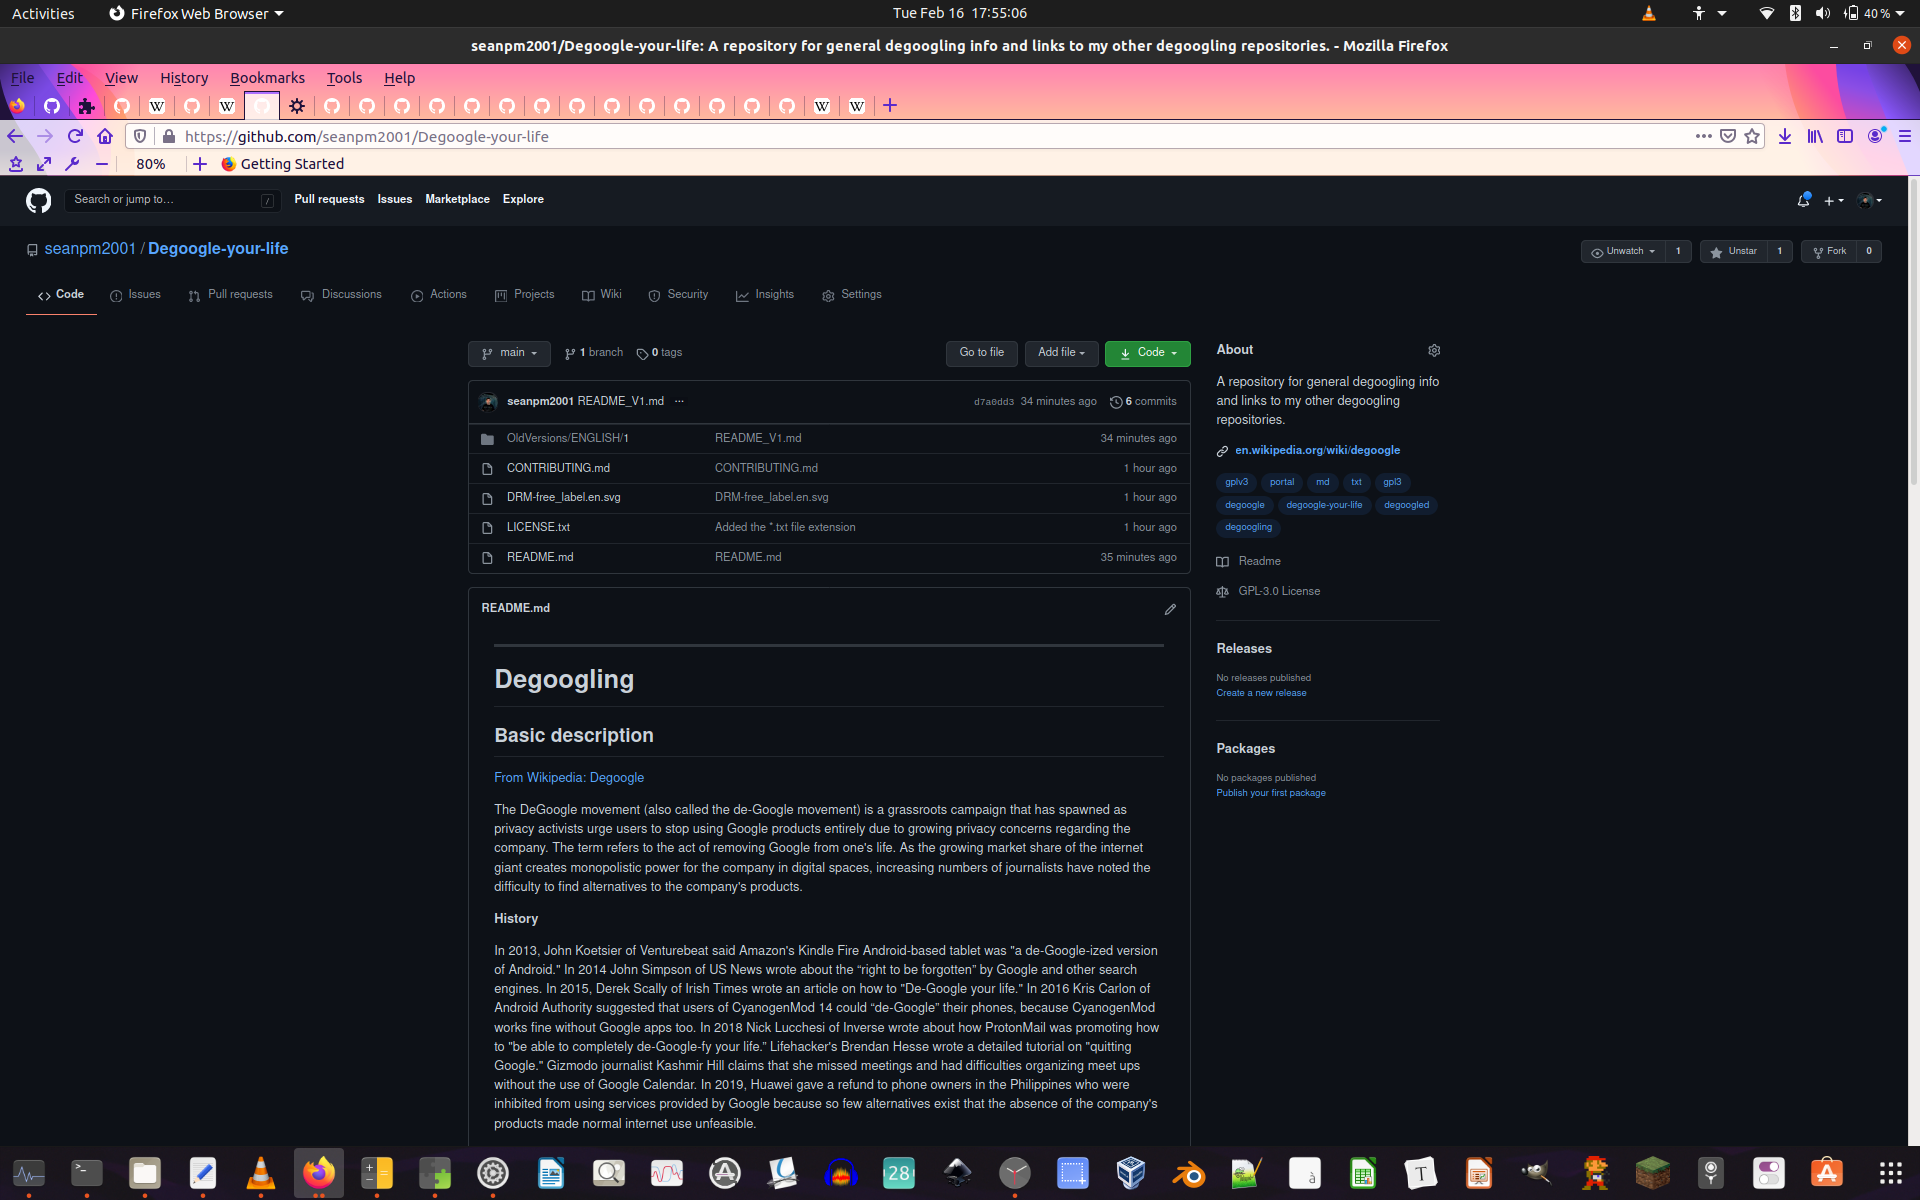 Activities
Firefox Web Browser
Tue Feb 16 17:55:06
40 %
seanpm2001/Degoogle-your-life: A repository for general degoogling info and links to my other degoogling repositories. - Mozilla Firefox
File Edit View History Bookmarks Tools Help
W W W W
https://github.com/seanpm2001/Degoogle-your-life
80%
Getting Started
Search or jump to…
/
Pull requests Issues Marketplace Explore
seanpm2001 / Degoogle-your-life
Unwatch 1
Unstar 1
Fork 0
Code Issues Pull requests Discussions Actions Projects Wiki Security Insights Settings
main
1 branch
0 tags
Go to file
Add file
Code
seanpm2001 README_V1.md ...
d7a0dd3 34 minutes ago
6 commits
OldVersions/ENGLISH/1 README_V1.md 34 minutes ago
CONTRIBUTING.md CONTRIBUTING.md 1 hour ago
DRM-free_label.en.svg DRM-free_label.en.svg 1 hour ago
LICENSE.txt Added the *.txt file extension 1 hour ago
README.md README.md 35 minutes ago
README.md
Degoogling
Basic description
From Wikipedia: Degoogle
The DeGoogle movement (also called the de-Google movement) is a grassroots campaign that has spawned as
privacy activists urge users to stop using Google products entirely due to growing privacy concerns regarding the
company. The term refers to the act of removing Google from one's life. As the growing market share of the internet
giant creates monopolistic power for the company in digital spaces, increasing numbers of journalists have noted the
difficulty to find alternatives to the company's products.
History
In 2013, John Koetsier of Venturebeat said Amazon's Kindle Fire Android-based tablet was "a de-Google-ized version
of Android." In 2014 John Simpson of US News wrote about the “right to be forgotten” by Google and other search
engines. In 2015, Derek Scally of Irish Times wrote an article on how to "De-Google your life." In 2016 Kris Carlon of
Android Authority suggested that users of CyanogenMod 14 could “de-Google” their phones, because CyanogenMod
works fine without Google apps too. In 2018 Nick Lucchesi of Inverse wrote about how ProtonMail was promoting how
to "be able to completely de-Google-fy your life." Lifehacker's Brendan Hesse wrote a detailed tutorial on "quitting
Google." Gizmodo journalist Kashmir Hill claims that she missed meetings and had difficulties organizing meet ups
without the use of Google Calendar. In 2019, Huawei gave a refund to phone owners in the Philippines who were
inhibited from using services provided by Google because so few alternatives exist that the absence of the company's
products made normal internet use unfeasible.
About
A repository for general degoogling info
and links to my other degoogling
repositories.
en.wikipedia.org/wiki/degoogle
gplv3 portal md txt gpl3
degoogle degoogle-your-life degoogled
degoogling
Readme
GPL-3.0 License
Releases
No releases published
Create a new release
Packages
No packages published
Publish your first package
28
à
T